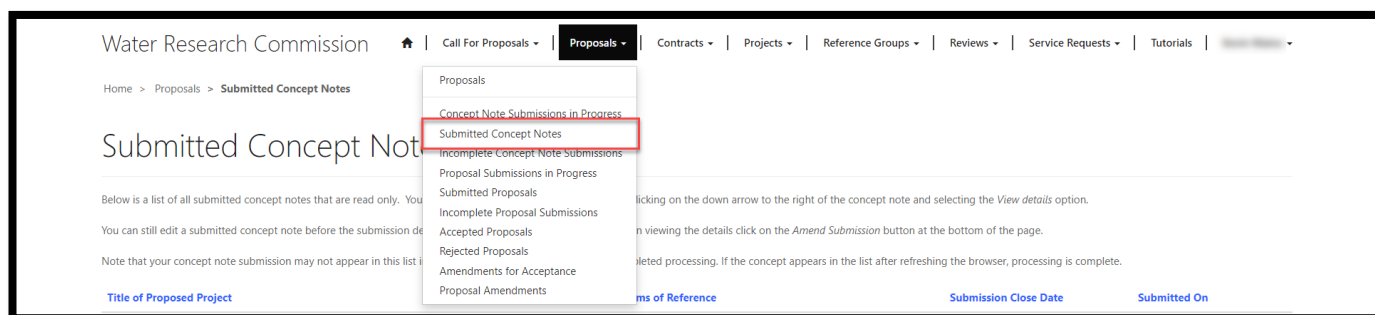 Water Research Commission | Call For Proposals | Proposals | Contracts | Projects | Reference Groups | Reviews | Service Requests | Tutorials |
Home > Proposals > Submitted Concept Notes
Submitted Concept Not
Proposals
Concept Note Submissions in Progress
Submitted Concept Notes
Incomplete Concept Note Submissions
Proposal Submissions in Progress
Submitted Proposals
Incomplete Proposal Submissions
Accepted Proposals
Rejected Proposals
Amendments for Acceptance
Proposal Amendments
Below is a list of all submitted concept notes that are read only. You licking on the down arrow to the right of the concept note and selecting the View details option.
You can still edit a submitted concept note before the submission de n viewing the details click on the Amend Submission button at the bottom of the page.
Note that your concept note submission may not appear in this list i leted processing. If the concept appears in the list after refreshing the browser, processing is complete.
Title of Proposed Project ms of Reference Submission Close Date Submitted On